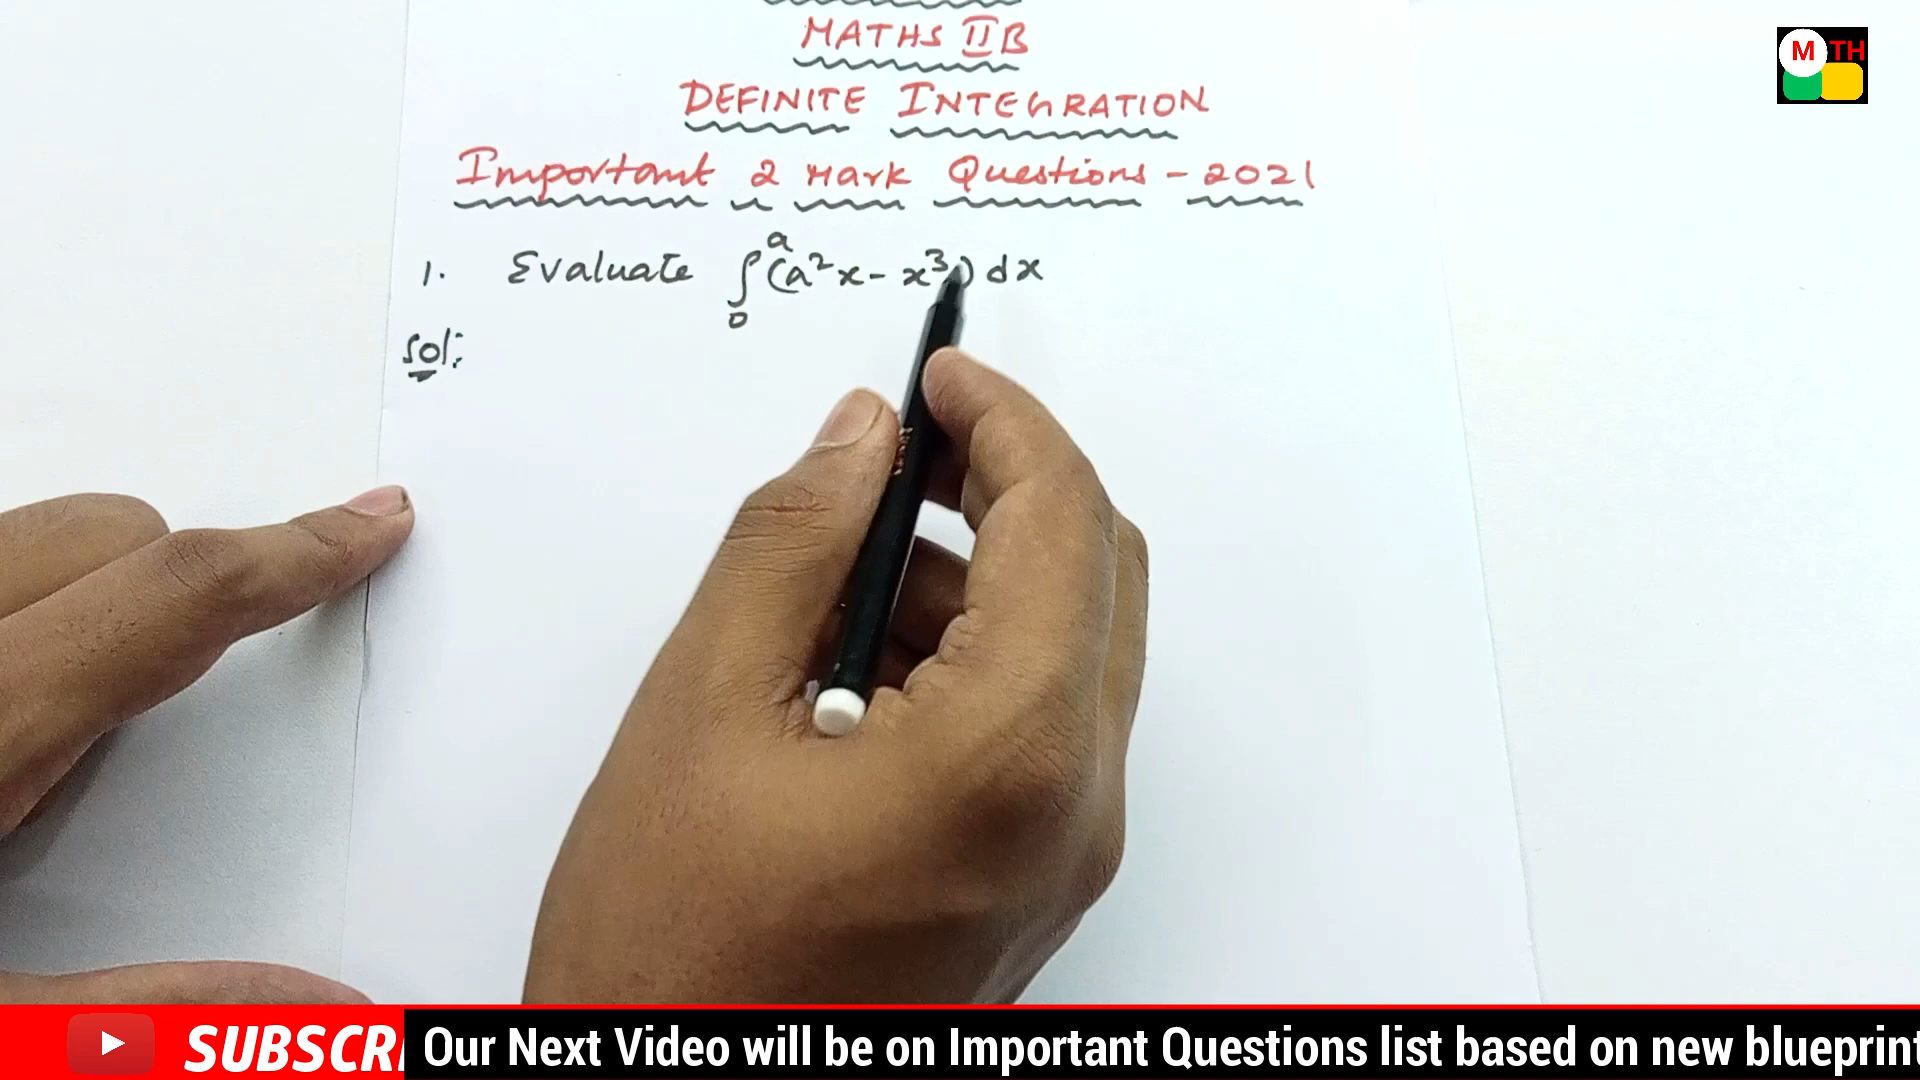 MATHS IIB
M TH
DEFINITE INTEGRATION
Important 2 Mark Questions - 2021
1. Evaluate ∫₀ᵃ (a²x - x³) dx
Sol:
SUBSCR
Our Next Video will be on Important Questions list based on new blueprint